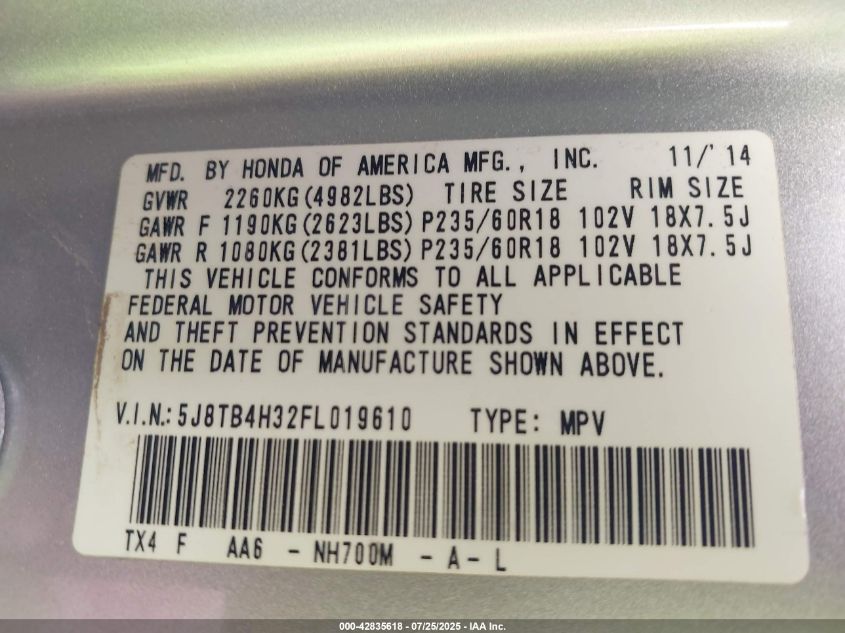 MFD. BY HONDA OF AMERICA MFG., INC. 11/'14
GVWR 2260KG(4982LBS) TIRE SIZE RIM SIZE
GAWR F 1190KG(2623LBS) P235/60R18 102V 18X7.5J
GAWR R 1080KG(2381LBS) P235/60R18 102V 18X7.5J
THIS VEHICLE CONFORMS TO ALL APPLICABLE
FEDERAL MOTOR VEHICLE SAFETY
AND THEFT PREVENTION STANDARDS IN EFFECT
ON THE DATE OF MANUFACTURE SHOWN ABOVE.
V.I.N.: 5J8TB4H32FL019610 TYPE: MPV
TX4 F AA6 - NH700M - A - L
000-42835618 - 07/25/2025 - IAA Inc.